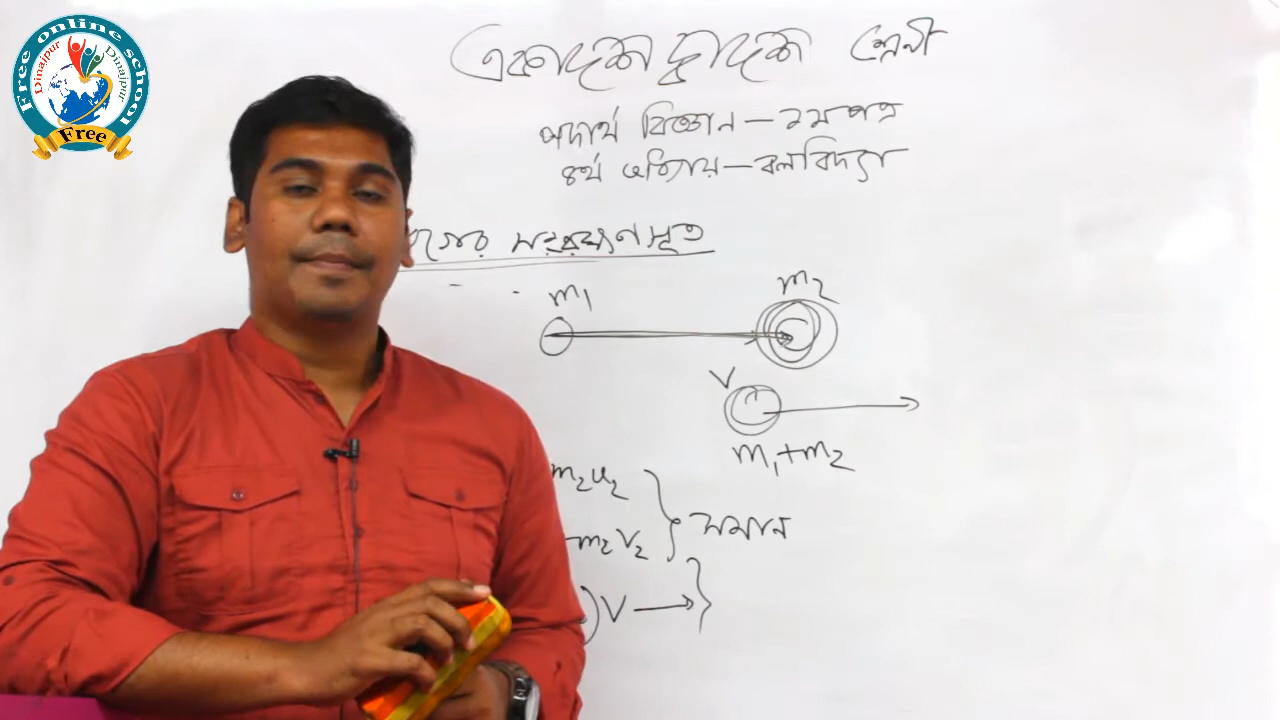 Free online school
Dinajpur
Dinajpur
Free
একাদশ দ্বাদশ শ্রেণী
পদার্থ বিজ্ঞান - ১ম পত্র
৪র্থ অধ্যায় - বলবিদ্যা
গের সংরক্ষণ সূত্র
m₁
m₂
V
m₁+m₂
m₂u₂
সমান
m₂V₂
)V →